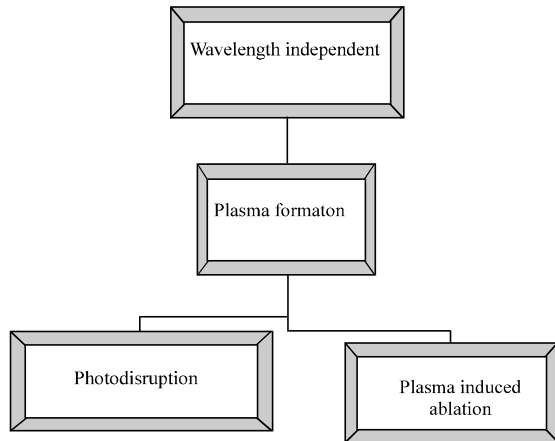 Wavelength independent
Plasma formaton
Photodisruption
Plasma induced
ablation